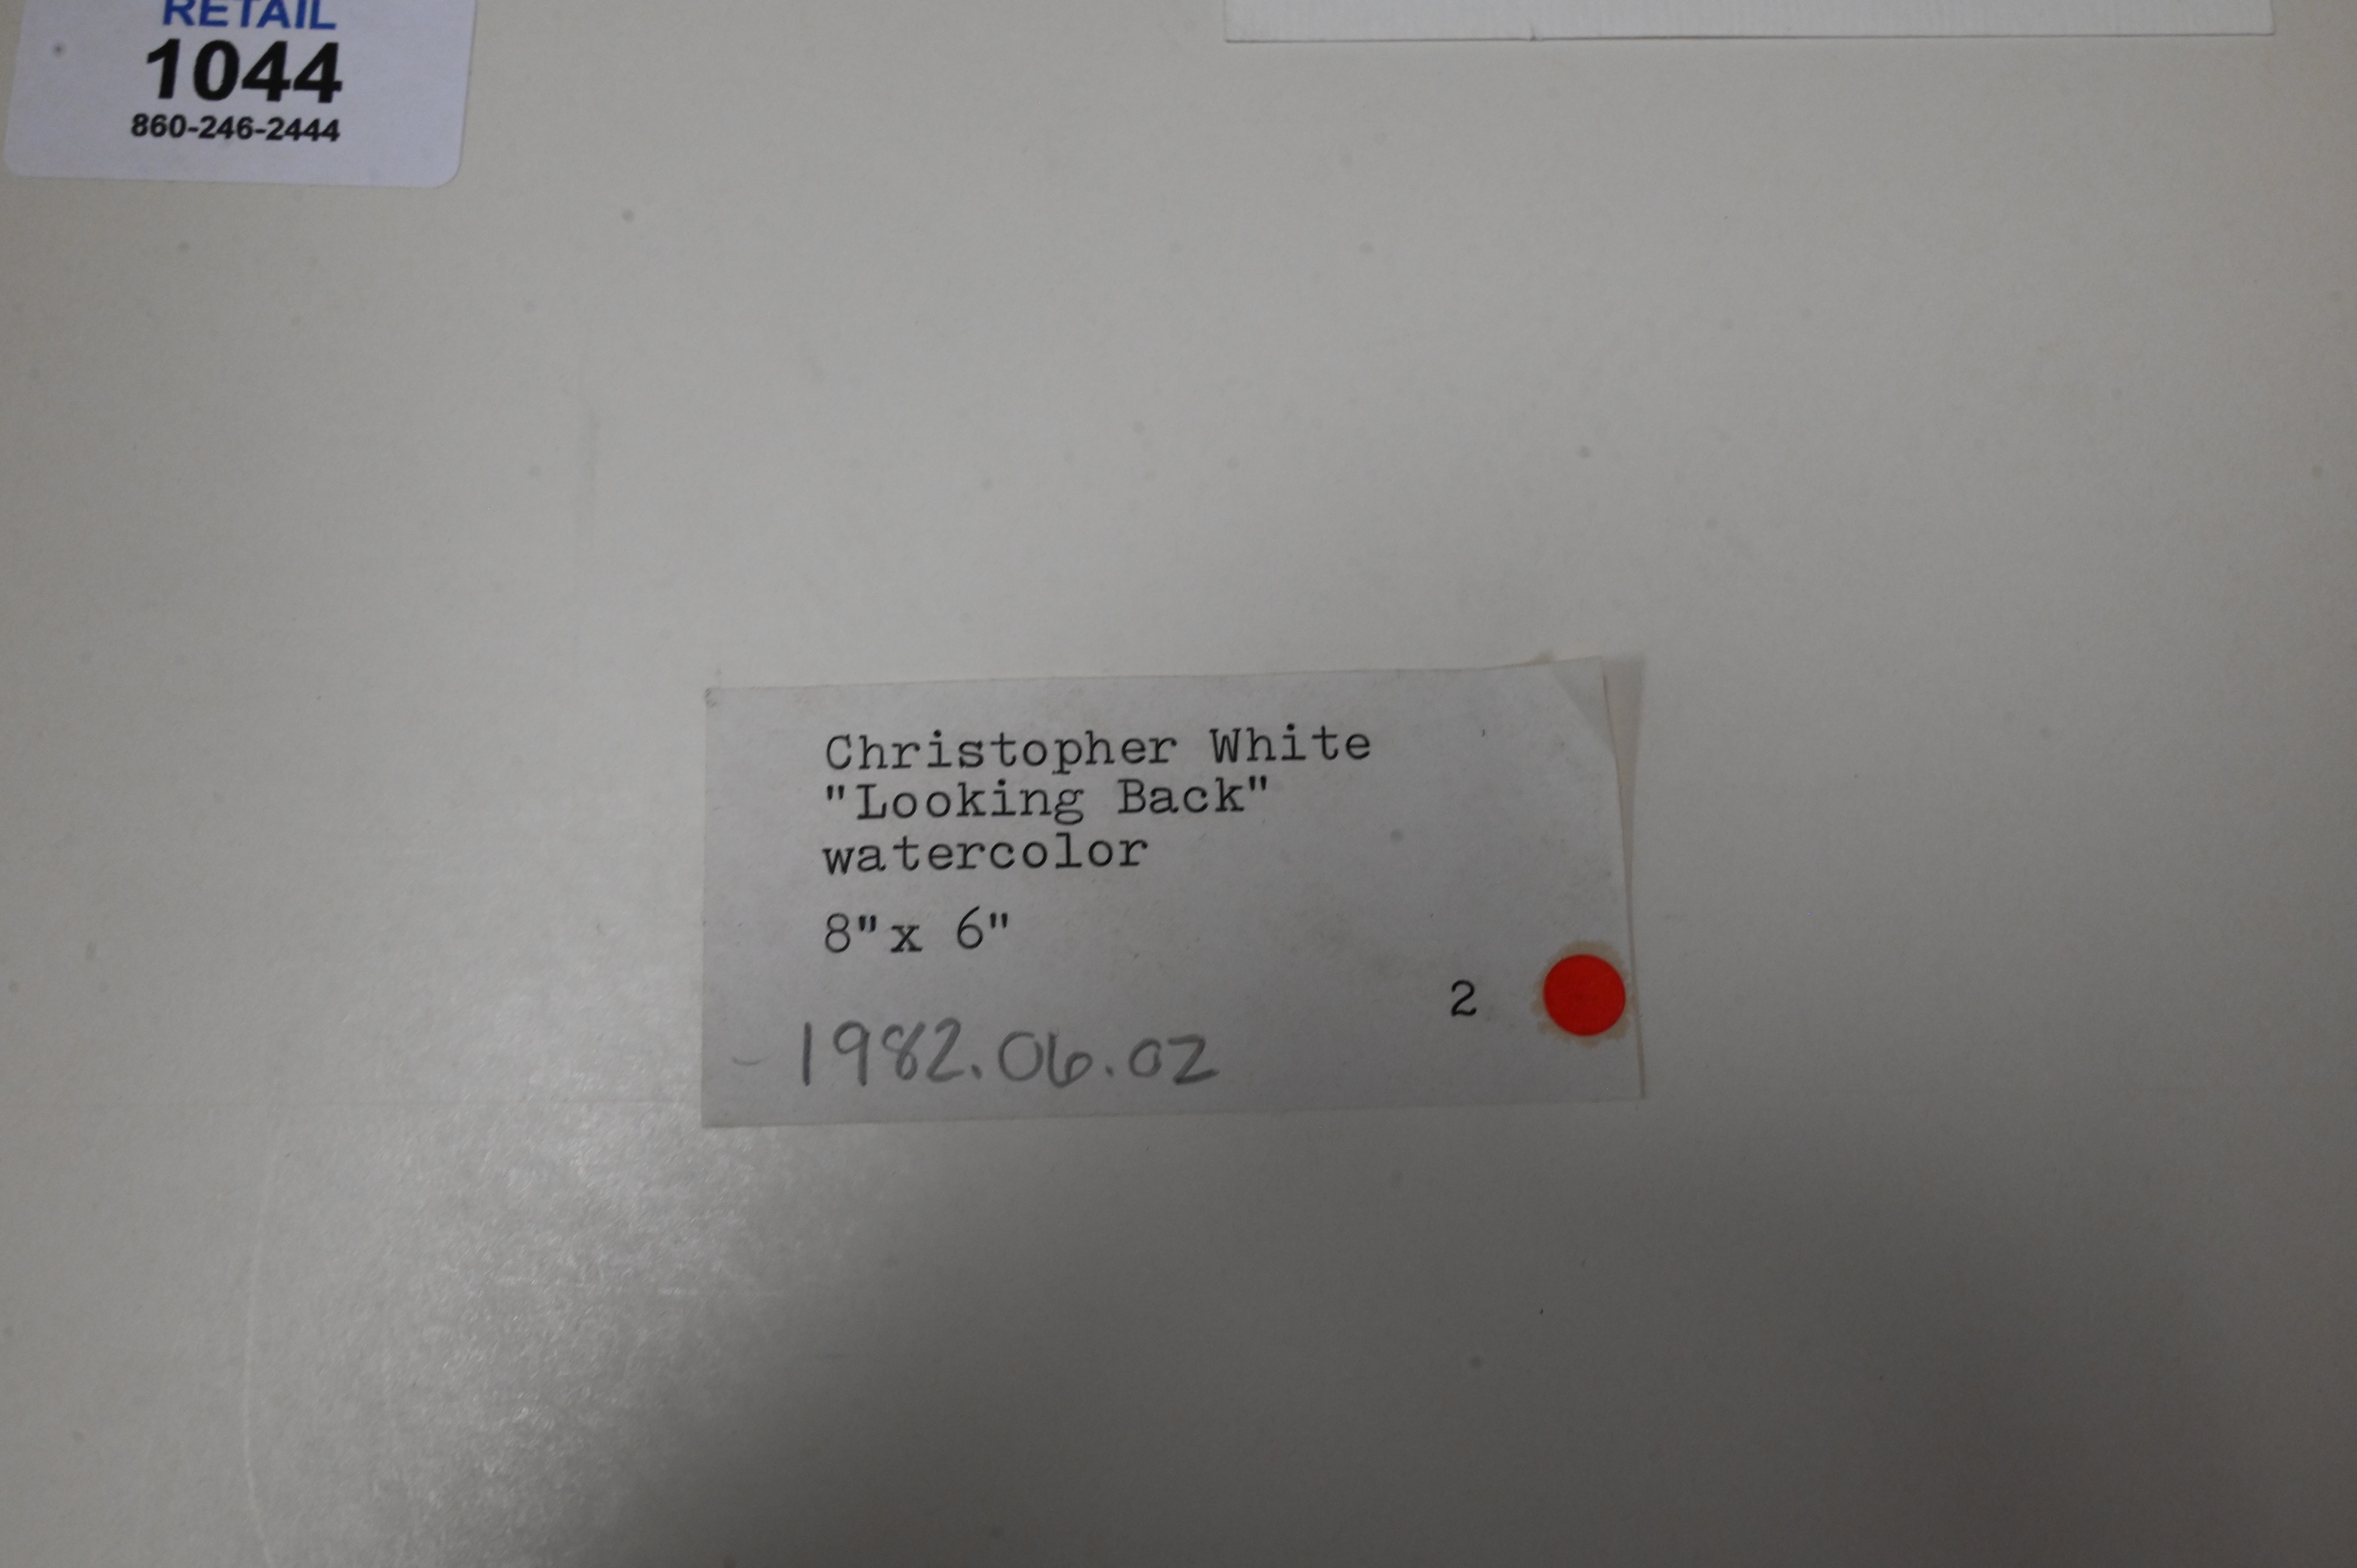 RETAIL
1044
860-246-2444
Christopher White
"Looking Back"
watercolor
8"x 6"
2
- 1982.06.02